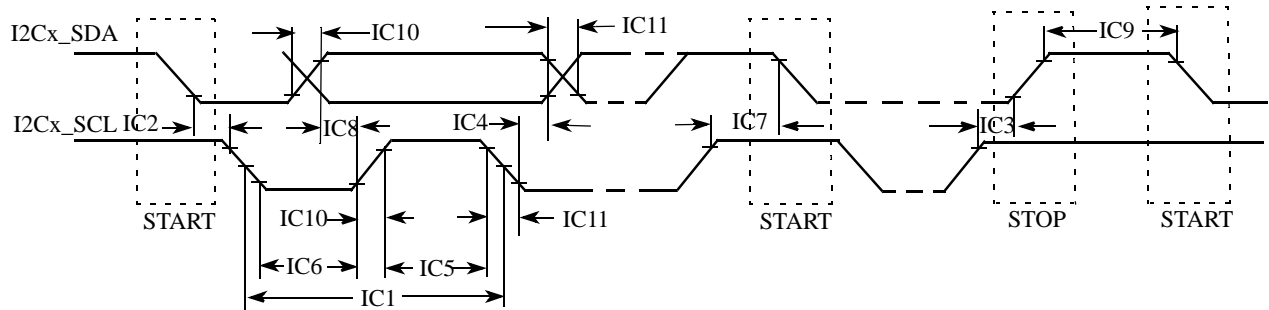 I2Cx_SDA IC10 IC11 IC9
I2Cx_SCL IC2 IC8 IC4 IC7 IC3
START IC10 IC11 START STOP START
IC6 IC5
IC1